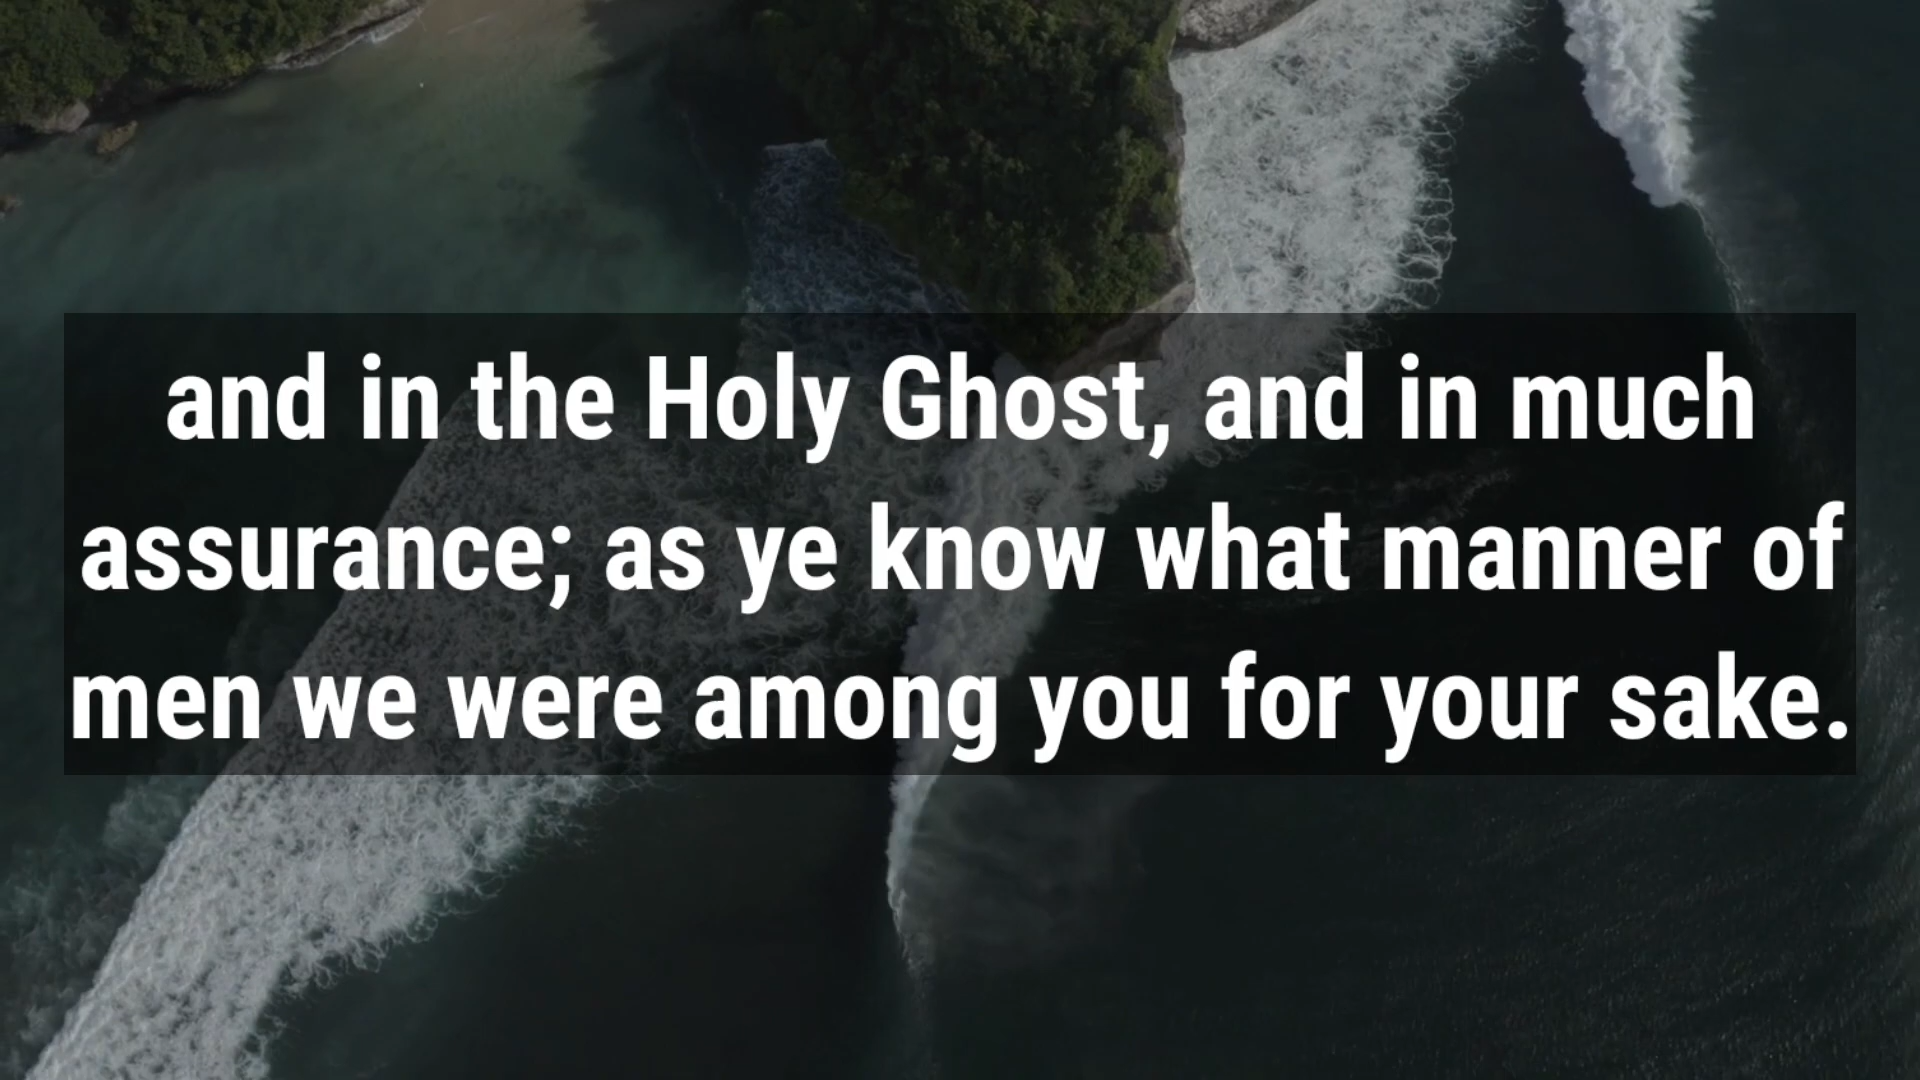 and in the Holy Ghost, and in much
assurance; as ye know what manner of
men we were among you for your sake.